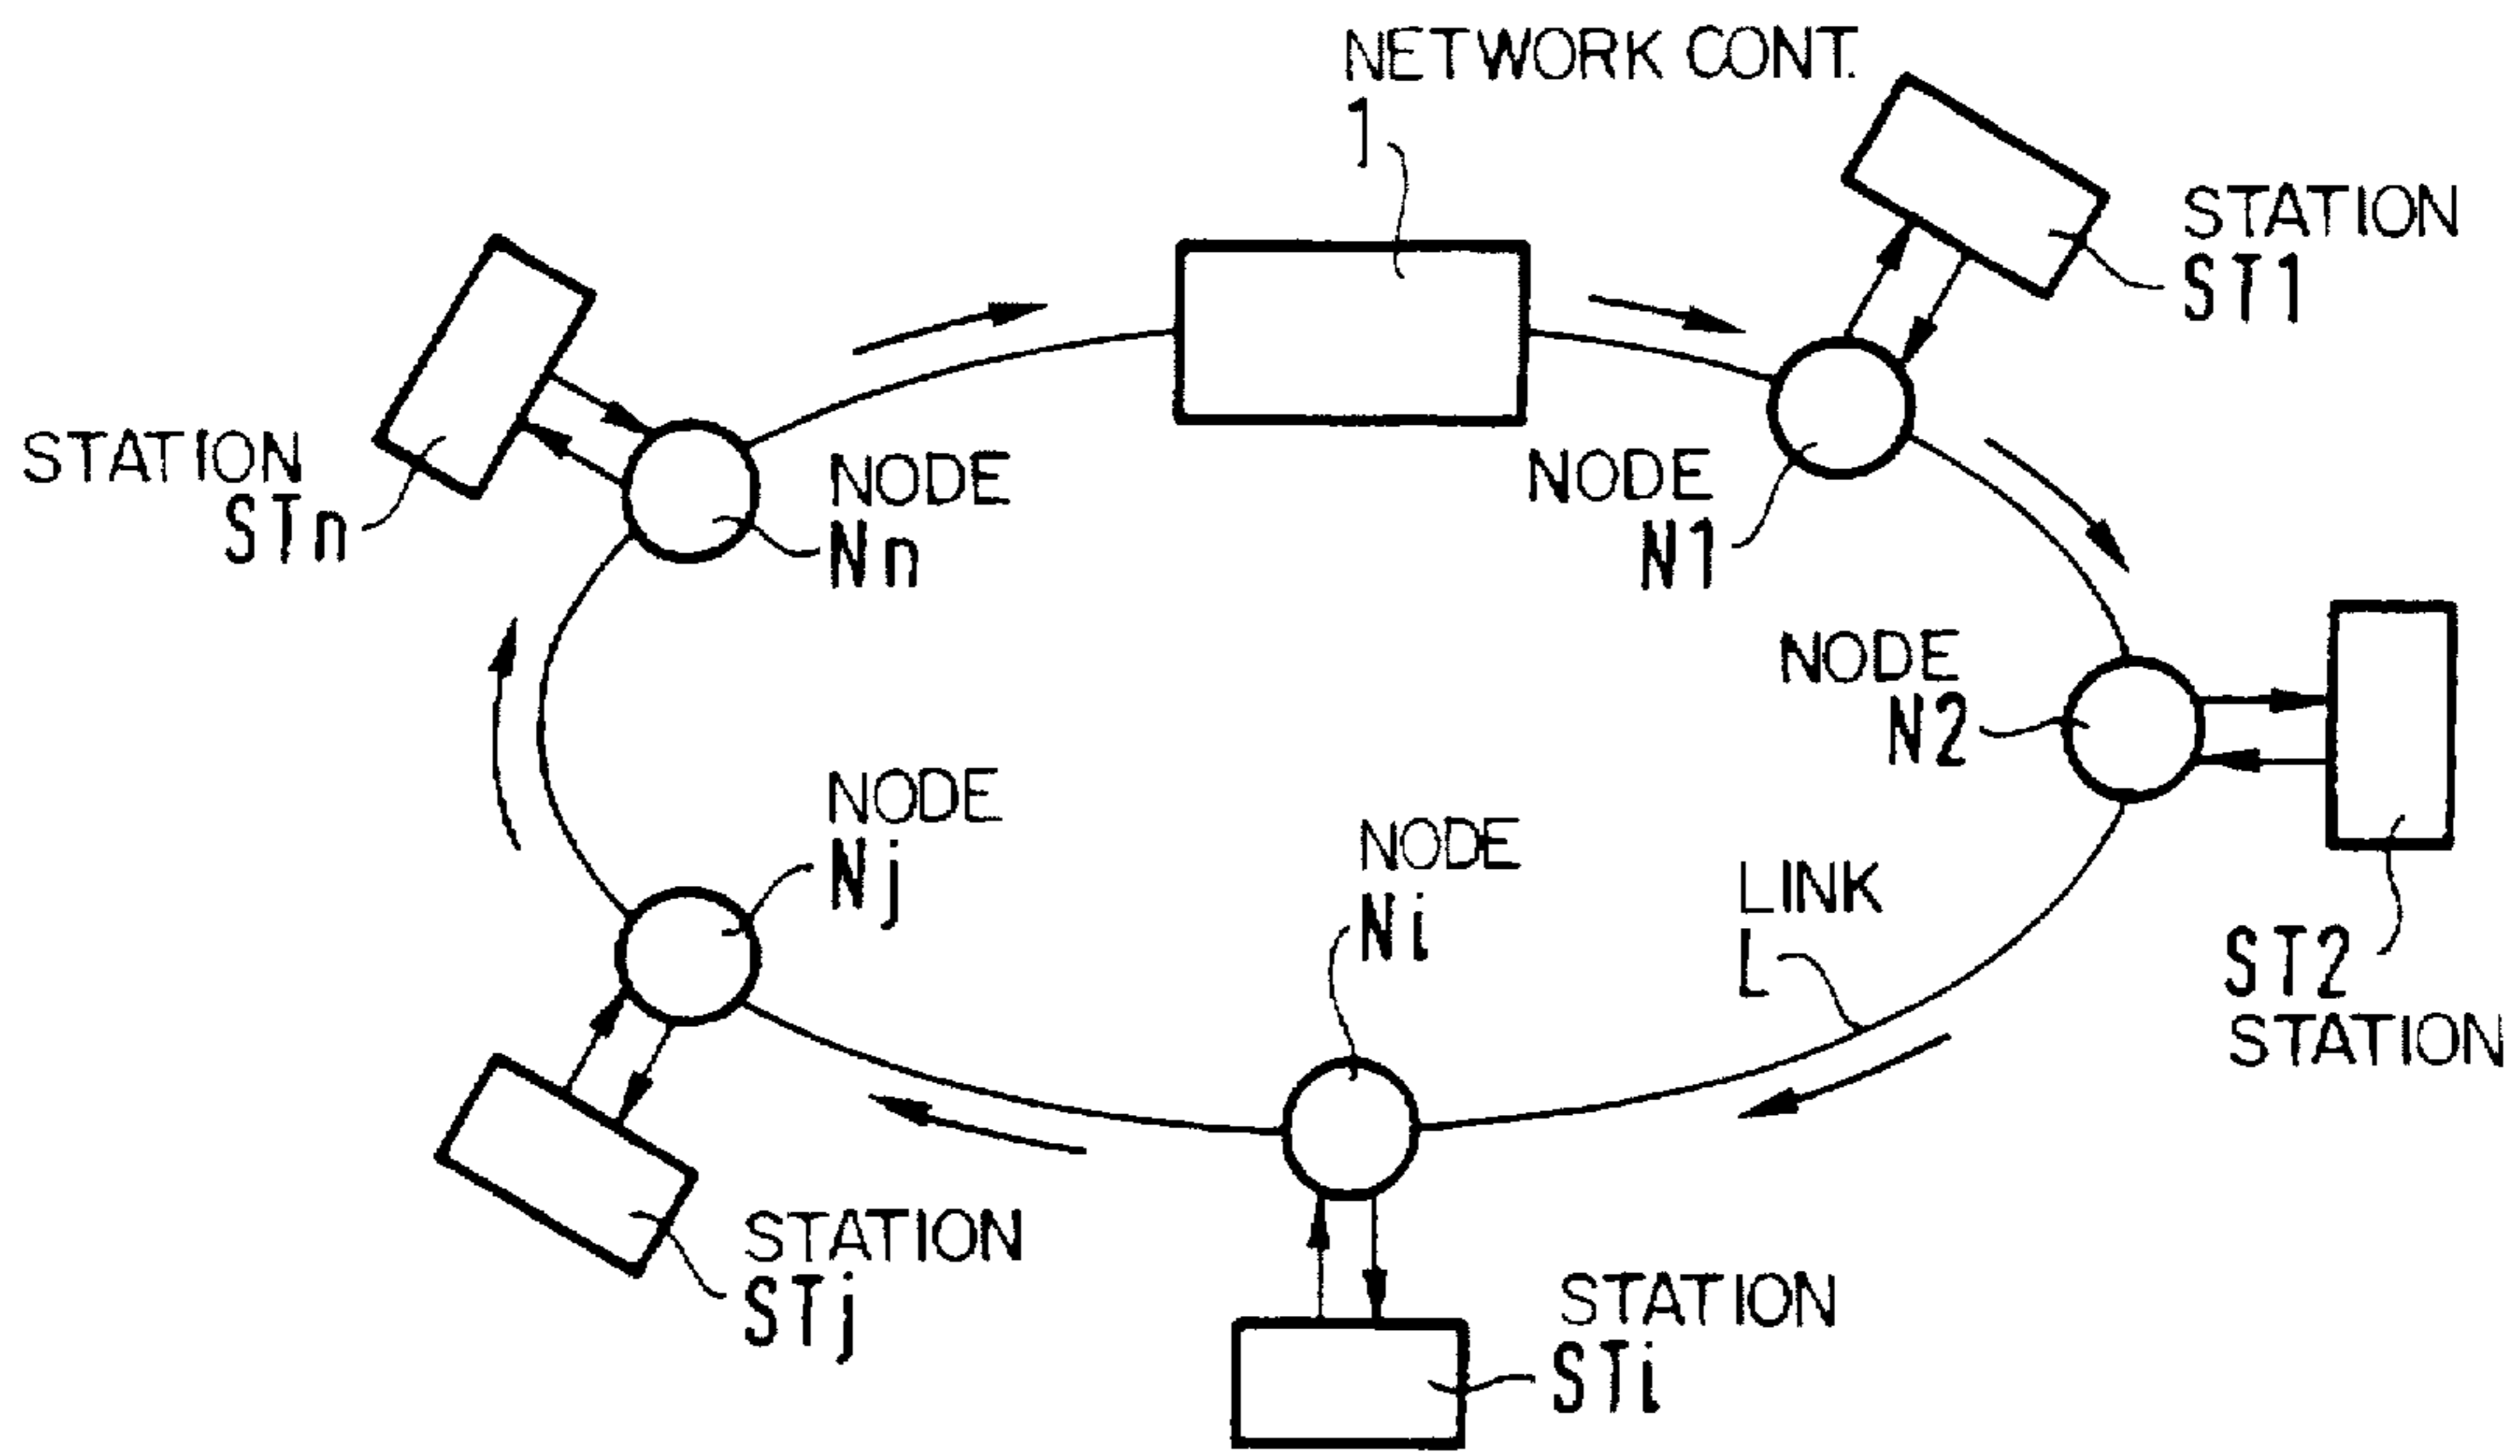 NETWORK CONT.
1
STATION
ST1
STATION
STn
NODE
Nn
NODE
N1
NODE
N2
NODE
Nj
NODE
Ni
LINK
L
ST2
STATION
STATION
STj
STATION
STi